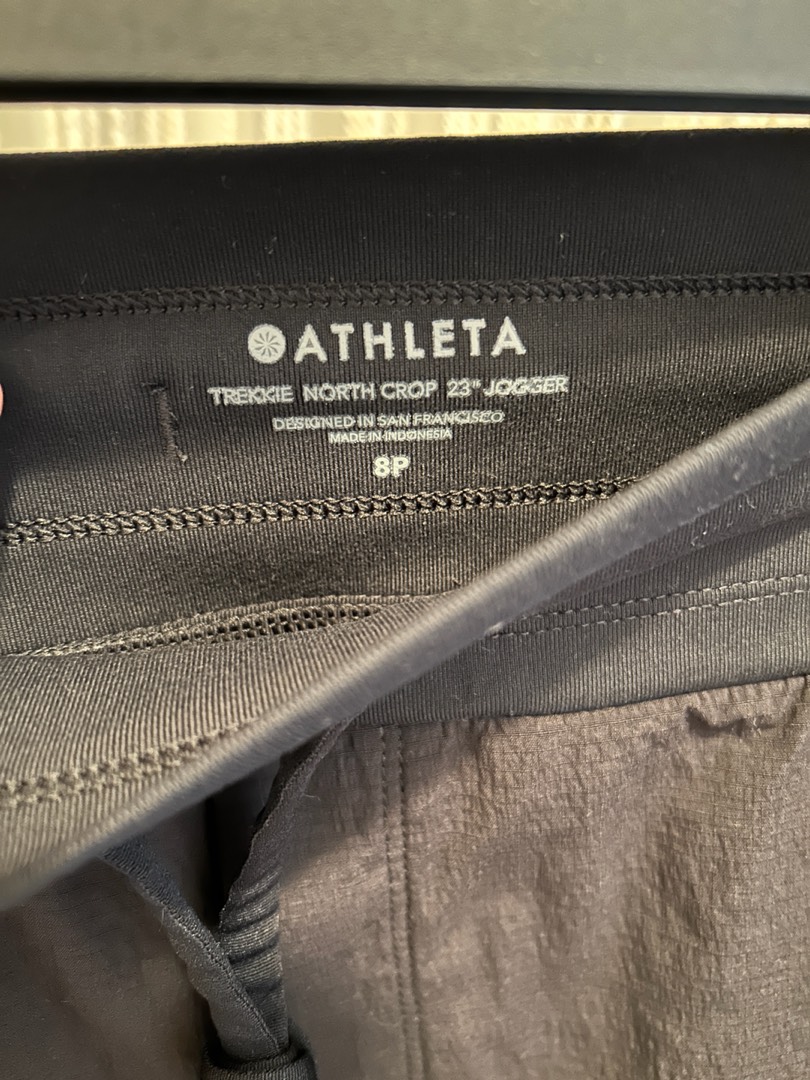 ATHLETA
TREKKIE NORTH CROP 23" JOGGER
DESIGNED IN SAN FRANCISCO
MADE IN INDONESIA
8P